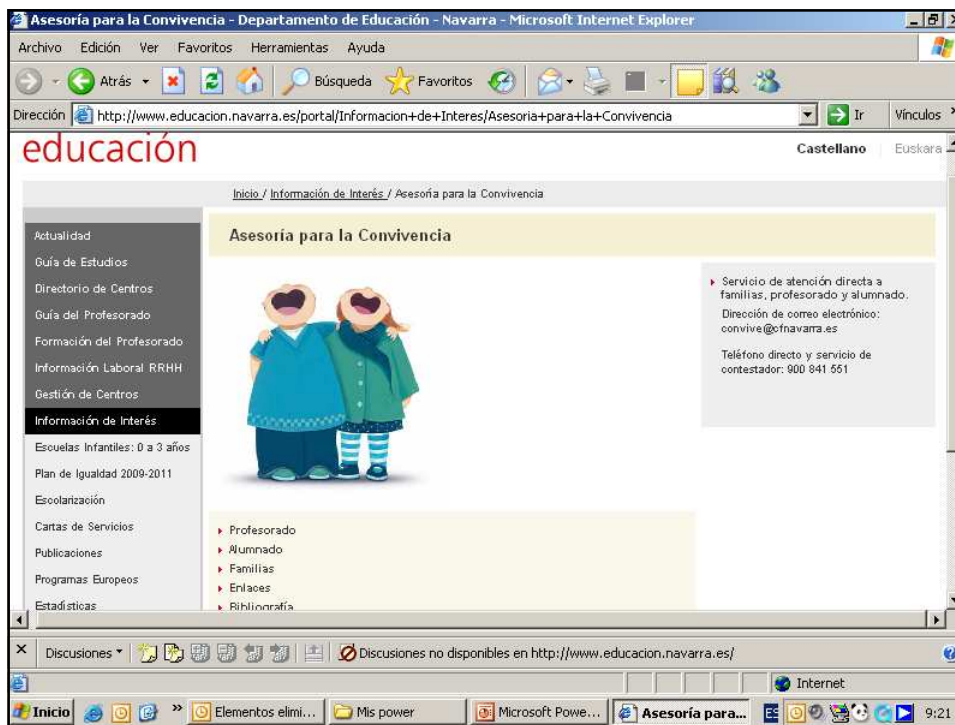 Asesoría para la Convivencia - Departamento de Educación - Navarra - Microsoft Internet Explorer
Archivo Edición Ver Favoritos Herramientas Ayuda
Atrás Búsqueda Favoritos
Dirección http://www.educacion.navarra.es/portal/Informacion+de+Interes/Asesoria+para+la+Convivencia Ir Vínculos
educación
Castellano Euskara
Inicio / Información de Interés / Asesoría para la Convivencia
Actualidad
Guía de Estudios
Directorio de Centros
Guía del Profesorado
Formación del Profesorado
Información Laboral RRHH
Gestión de Centros
Información de Interés
Escuelas Infantiles: 0 a 3 años
Plan de Igualdad 2009-2011
Escolarización
Cartas de Servicios
Publicaciones
Programas Europeos
Estadísticas
Asesoría para la Convivencia
Servicio de atención directa a
familias, profesorado y alumnado.
Dirección de correo electrónico:
convive@cfnavarra.es
Teléfono directo y servicio de
contestador: 900 841 551
Profesorado
Alumnado
Familias
Enlaces
Bibliografía
Discusiones Discusiones no disponibles en http://www.educacion.navarra.es/
Internet
Inicio » Elementos elimi... Mis power Microsoft Powe... Asesoría para... ES 9:21